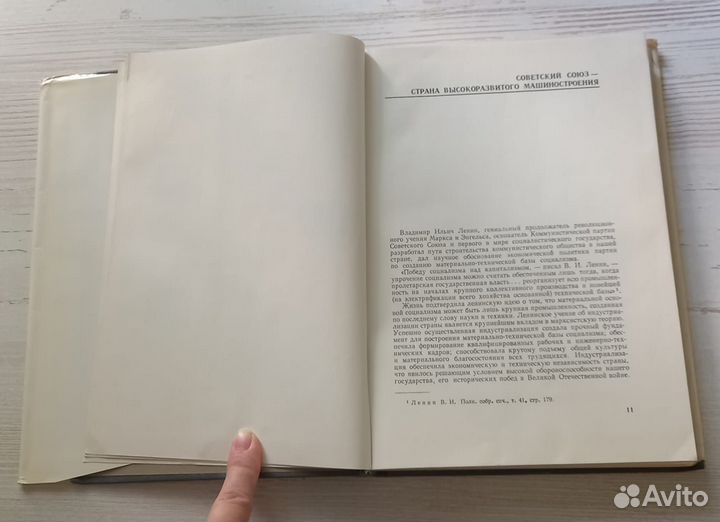 СОВЕТСКИЙ СОЮЗ —
СТРАНА ВЫСОКОРАЗВИТОГО МАШИНОСТРОЕНИЯ
Владимир Ильич Ленин, гениальный продолжатель революцион-
ного учения Маркса и Энгельса, основатель Коммунистической партии
Советского Союза и первого в мире социалистического государства,
разработал пути строительства коммунистического общества в нашей
стране, дал научное обоснование экономической политики партии
по созданию материально-технической базы социализма.
«Победу социализма над капитализмом, — писал В. И. Ленин, —
упрочение социализма можно считать обеспеченным лишь тогда, когда
пролетарская государственная власть... реорганизует всю промышлен-
ность на началах крупного коллективного производства и новейшей
(на электрификации всего хозяйства основанной) технической базы»¹.
Жизнь подтвердила ленинскую идею о том, что материальной осно-
вой социализма может быть лишь крупная промышленность, созданная
по последнему слову науки и техники. Ленинское учение об индустриа-
лизации страны является крупнейшим вкладом в марксистскую теорию.
Успешно осуществленная индустриализация создала прочный фунда-
мент для построения материально-технической базы социализма; обес-
печила формирование квалифицированных рабочих и инженерно-тех-
нических кадров; способствовала крутому подъему общей культуры
и материального благосостояния всех трудящихся. Индустриализа-
ция обеспечила экономическую и техническую независимость страны,
что явилось решающим условием высокой обороноспособности нашего
государства, его исторических побед в Великой Отечественной войне.
¹ Ленин В. И. Полн. собр. соч., т. 41, стр. 179.
11
Avito